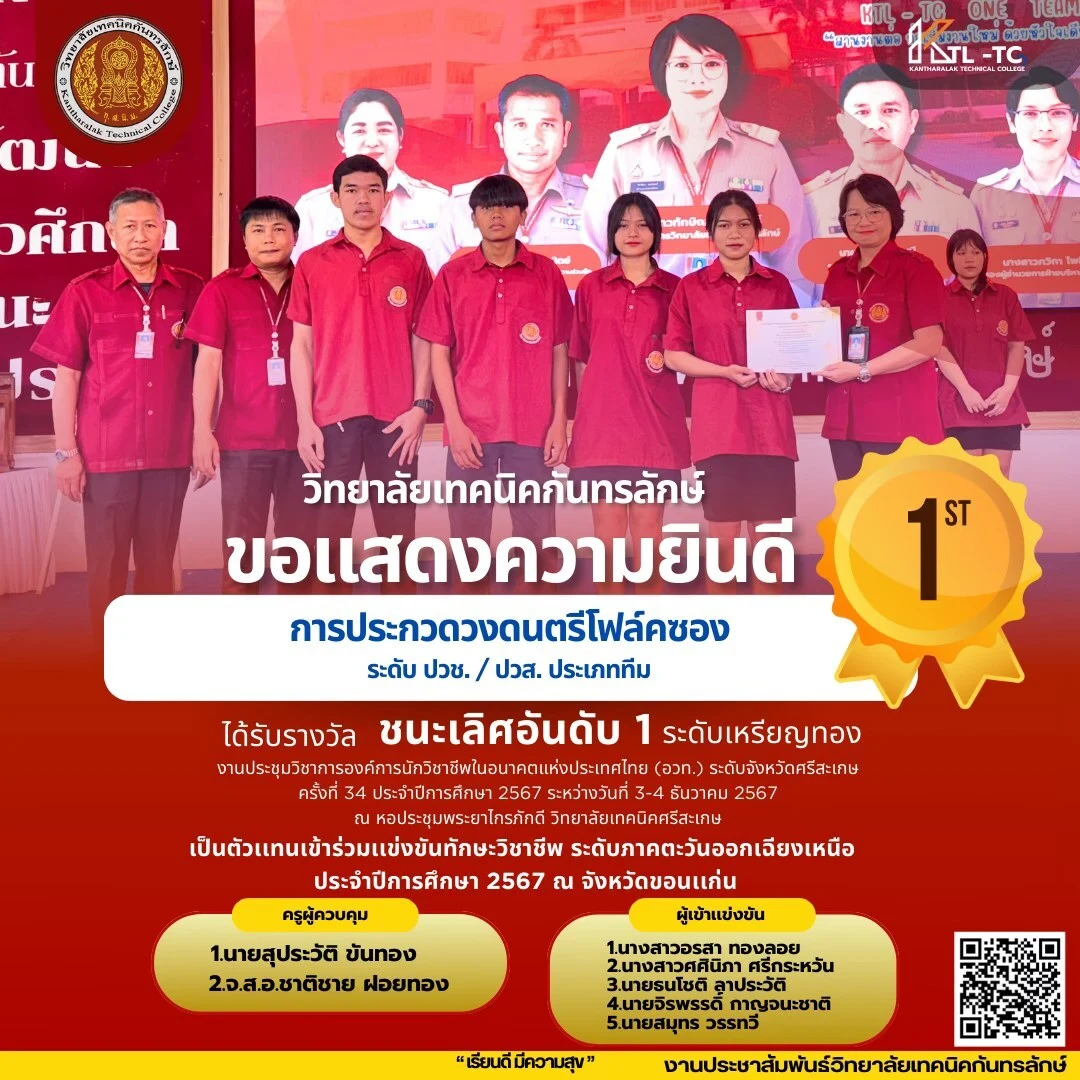 KTL - TC ONE TEAM
KTL -TC
KANTHARALAK TECHNICAL COLLEGE
วิทยาลัยเทคนิคกันทรลักษ์
Kantharalak Technical College
วิทยาลัยเทคนิคกันทรลักษ์
ขอแสดงความยินดี
1ST
การประกวดวงดนตรีโฟล์คซอง
ระดับ ปวช. / ปวส. ประเภททีม
ได้รับรางวัล ชนะเลิศอันดับ 1 ระดับเหรียญทอง
งานประชุมวิชาการองค์การนักวิชาชีพในอนาคตแห่งประเทศไทย (อวท.) ระดับจังหวัดศรีสะเกษ
ครั้งที่ 34 ประจำปีการศึกษา 2567 ระหว่างวันที่ 3-4 ธันวาคม 2567
ณ หอประชุมพระยาไกรภักดี วิทยาลัยเทคนิคศรีสะเกษ
เป็นตัวแทนเข้าร่วมแข่งขันทักษะวิชาชีพ ระดับภาคตะวันออกเฉียงเหนือ
ประจำปีการศึกษา 2567 ณ จังหวัดขอนแก่น
ครูผู้ควบคุม
1.นายสุประวัติ ขันทอง
2.จ.ส.อ.ชาติชาย ฝอยทอง
ผู้เข้าแข่งขัน
1.นางสาวอรสา ทองลอย
2.นางสาวศศินิภา ศรีกระหวัน
3.นายธนโชติ ลาประวัติ
4.นายจิรพรรดิ์ กาญจนะชาติ
5.นายสมุทร วรรทวี
“ เรียนดี มีความสุข ”
งานประชาสัมพันธ์วิทยาลัยเทคนิคกันทรลักษ์